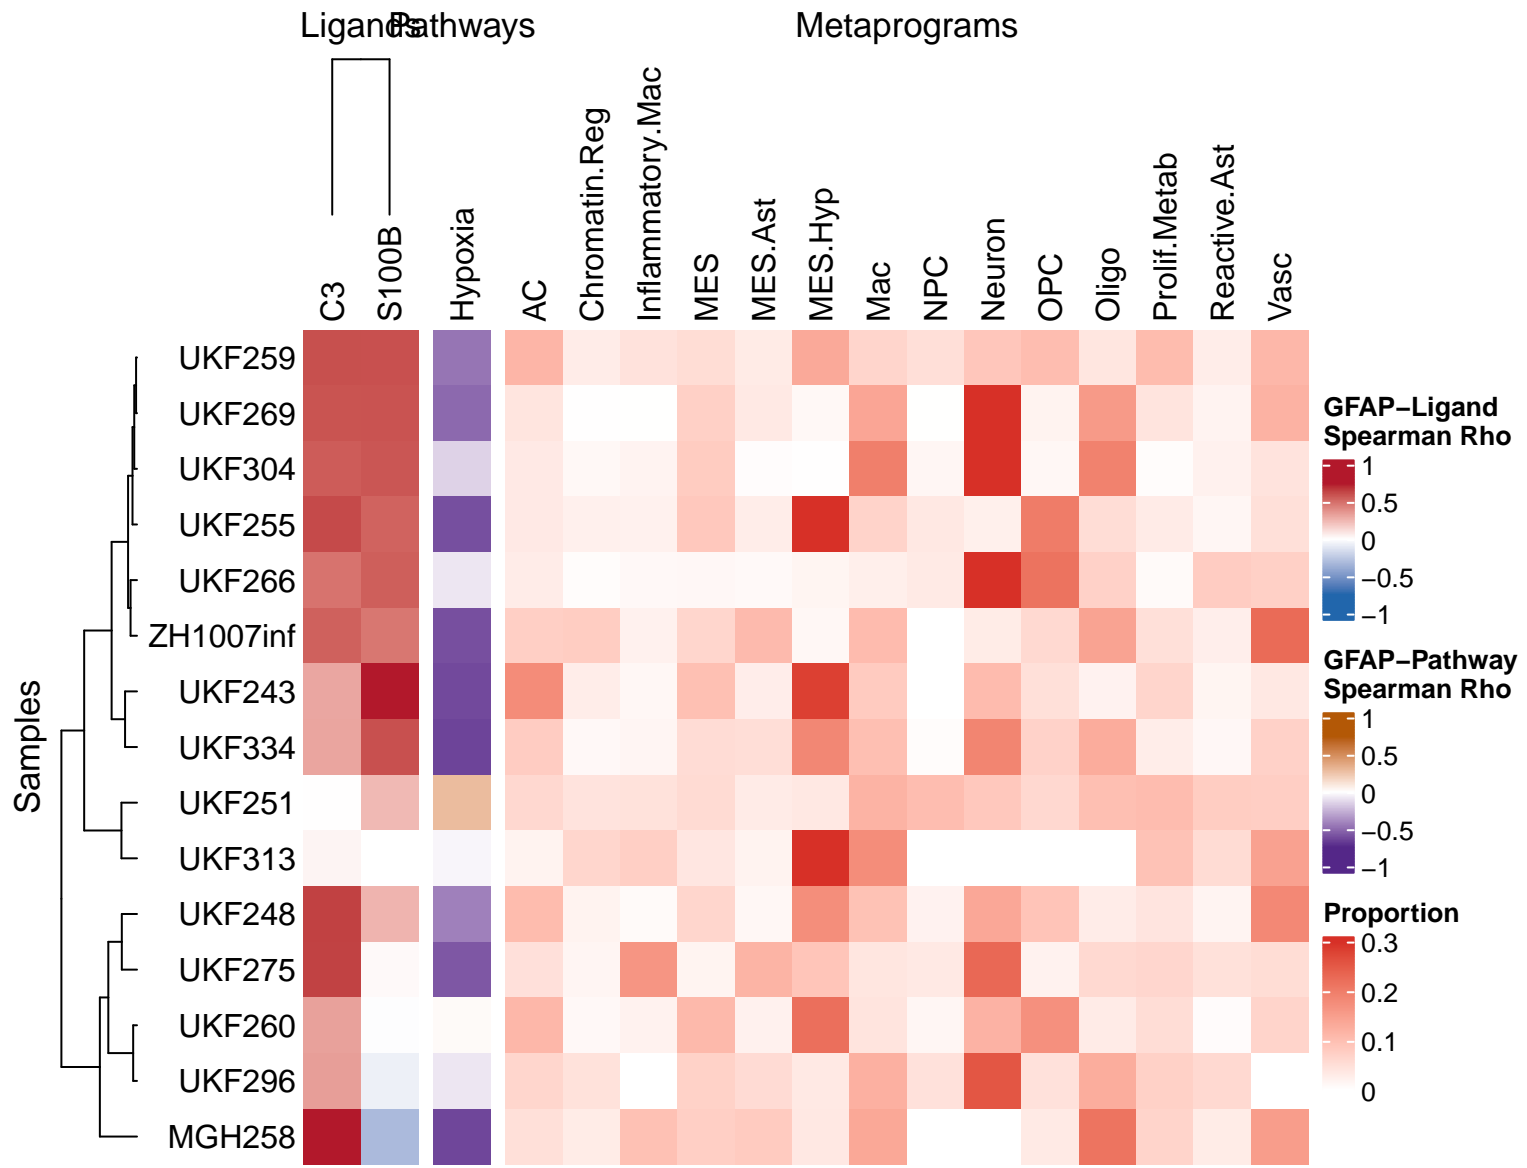 Ligands
Pathways
Metaprograms
C3
S100B
Hypoxia
AC
Chromatin.Reg
Inflammatory.Mac
MES
MES.Ast
MES.Hyp
Mac
NPC
Neuron
OPC
Oligo
Prolif.Metab
Reactive.Ast
Vasc
Samples
UKF259
UKF269
UKF304
UKF255
UKF266
ZH1007inf
UKF243
UKF334
UKF251
UKF313
UKF248
UKF275
UKF260
UKF296
MGH258
GFAP−Ligand
Spearman Rho
1
0.5
0
−0.5
−1
GFAP−Pathway
Spearman Rho
1
0.5
0
−0.5
−1
Proportion
0.3
0.2
0.1
0